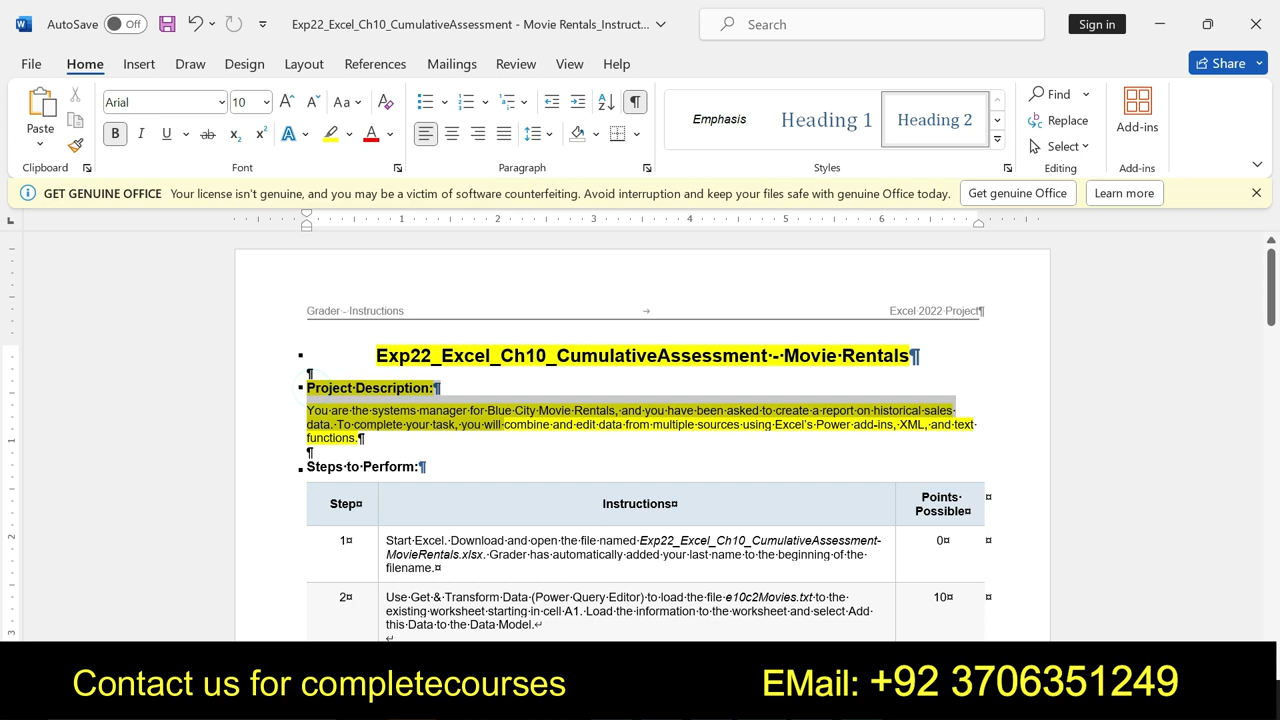 AutoSave Off Exp22_Excel_Ch10_CumulativeAssessment - Movie Rentals_Instruct... Search Sign in
File Home Insert Draw Design Layout References Mailings Review View Help Share
Paste Arial 10 Aa Emphasis Heading 1 Heading 2 Find Replace Select Add-ins
Clipboard Font Paragraph Styles Editing Add-ins
GET GENUINE OFFICE Your license isn't genuine, and you may be a victim of software counterfeiting. Avoid interruption and keep your files safe with genuine Office today. Get genuine Office Learn more
1 2 3 4 5 6 7
Grader·-·Instructions → Excel 2022·Project¶
Exp22_Excel_Ch10_CumulativeAssessment·-·Movie·Rentals¶
¶
Project·Description:¶
You·are·the·systems·manager·for·Blue·City·Movie·Rentals,·and·you·have·been·asked·to·create·a·report·on·historical·sales·
data.·To·complete·your·task,·you·will·combine·and·edit·data·from·multiple·sources·using·Excel's·Power·add-ins,·XML,·and·text·
functions.¶
¶
Steps·to·Perform:¶
Step¤ Instructions¤ Points·
Possible¤ ¤
1¤ Start·Excel.·Download·and·open·the·file·named·Exp22_Excel_Ch10_CumulativeAssessment- 0¤ ¤
MovieRentals.xlsx.·Grader·has·automatically·added·your·last·name·to·the·beginning·of·the·
filename.¤
2¤ Use·Get·&·Transform·Data·(Power·Query·Editor)·to·load·the·file·e10c2Movies.txt·to·the· 10¤ ¤
existing·worksheet·starting·in·cell·A1.·Load·the·information·to·the·worksheet·and·select·Add·
this·Data·to·the·Data·Model.↵
↵
Contact us for completecourses EMail: +92 3706351249